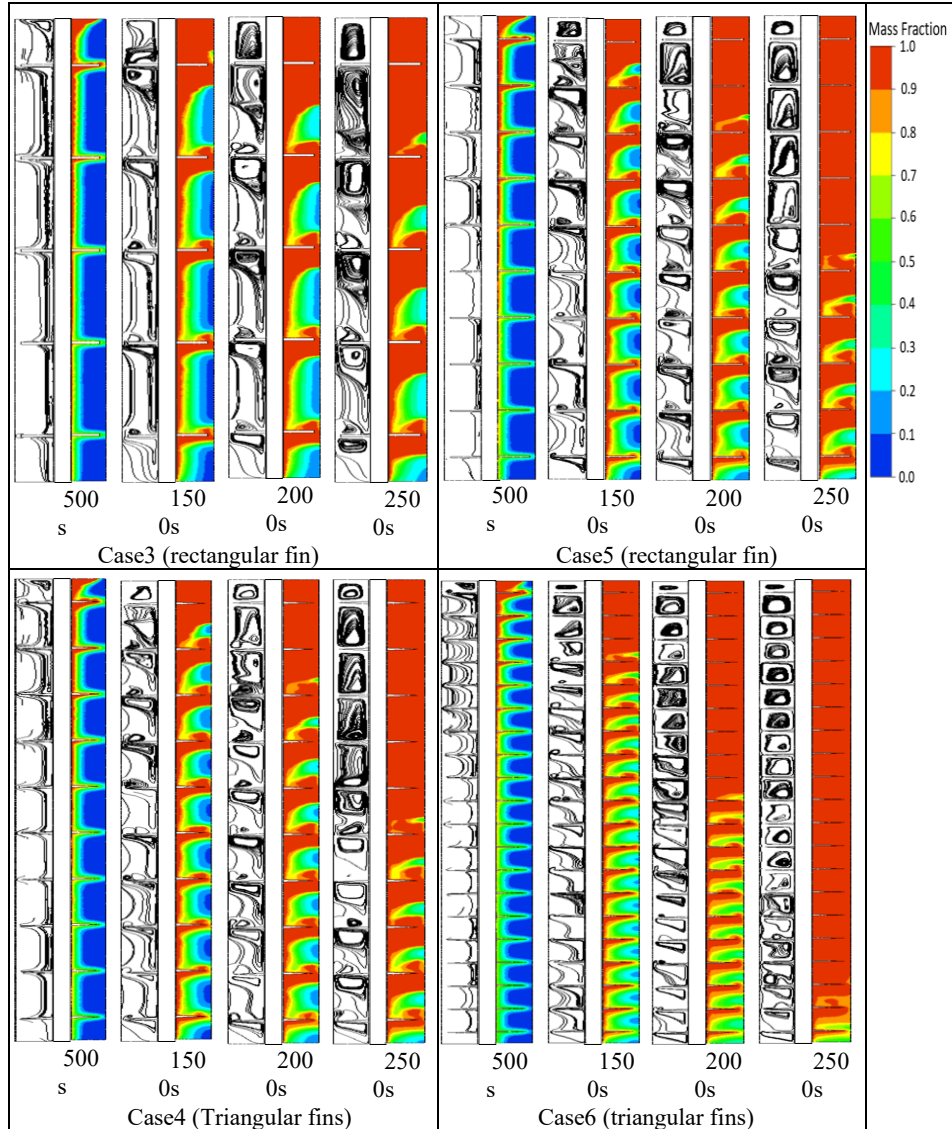 Mass Fraction
1.0
0.9
0.8
0.7
0.6
0.5
0.4
0.3
0.2
0.1
0.0
500 150 200 250
s 0s 0s 0s
Case3 (rectangular fin)
500 150 200 250
s 0s 0s 0s
Case5 (rectangular fin)
500 150 200 250
s 0s 0s 0s
Case4 (Triangular fins)
500 150 200 250
s 0s 0s 0s
Case6 (triangular fins)